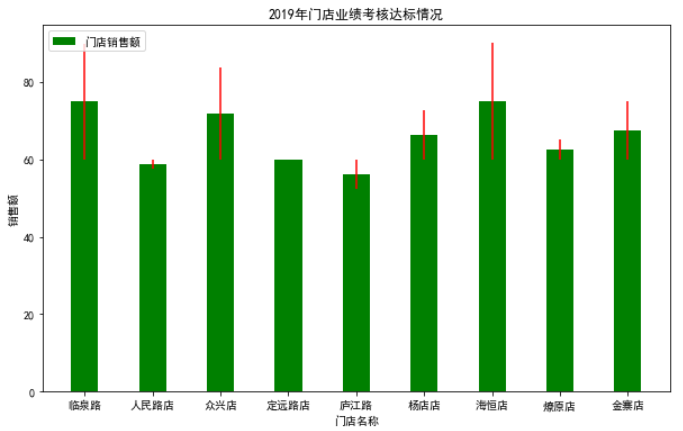 2019年门店业绩考核达标情况
门店销售额
销售额
80
60
40
20
0
临泉路 人民路店 众兴店 定远路店 庐江路 杨店店 海恒店 燎原店 金寨店
门店名称